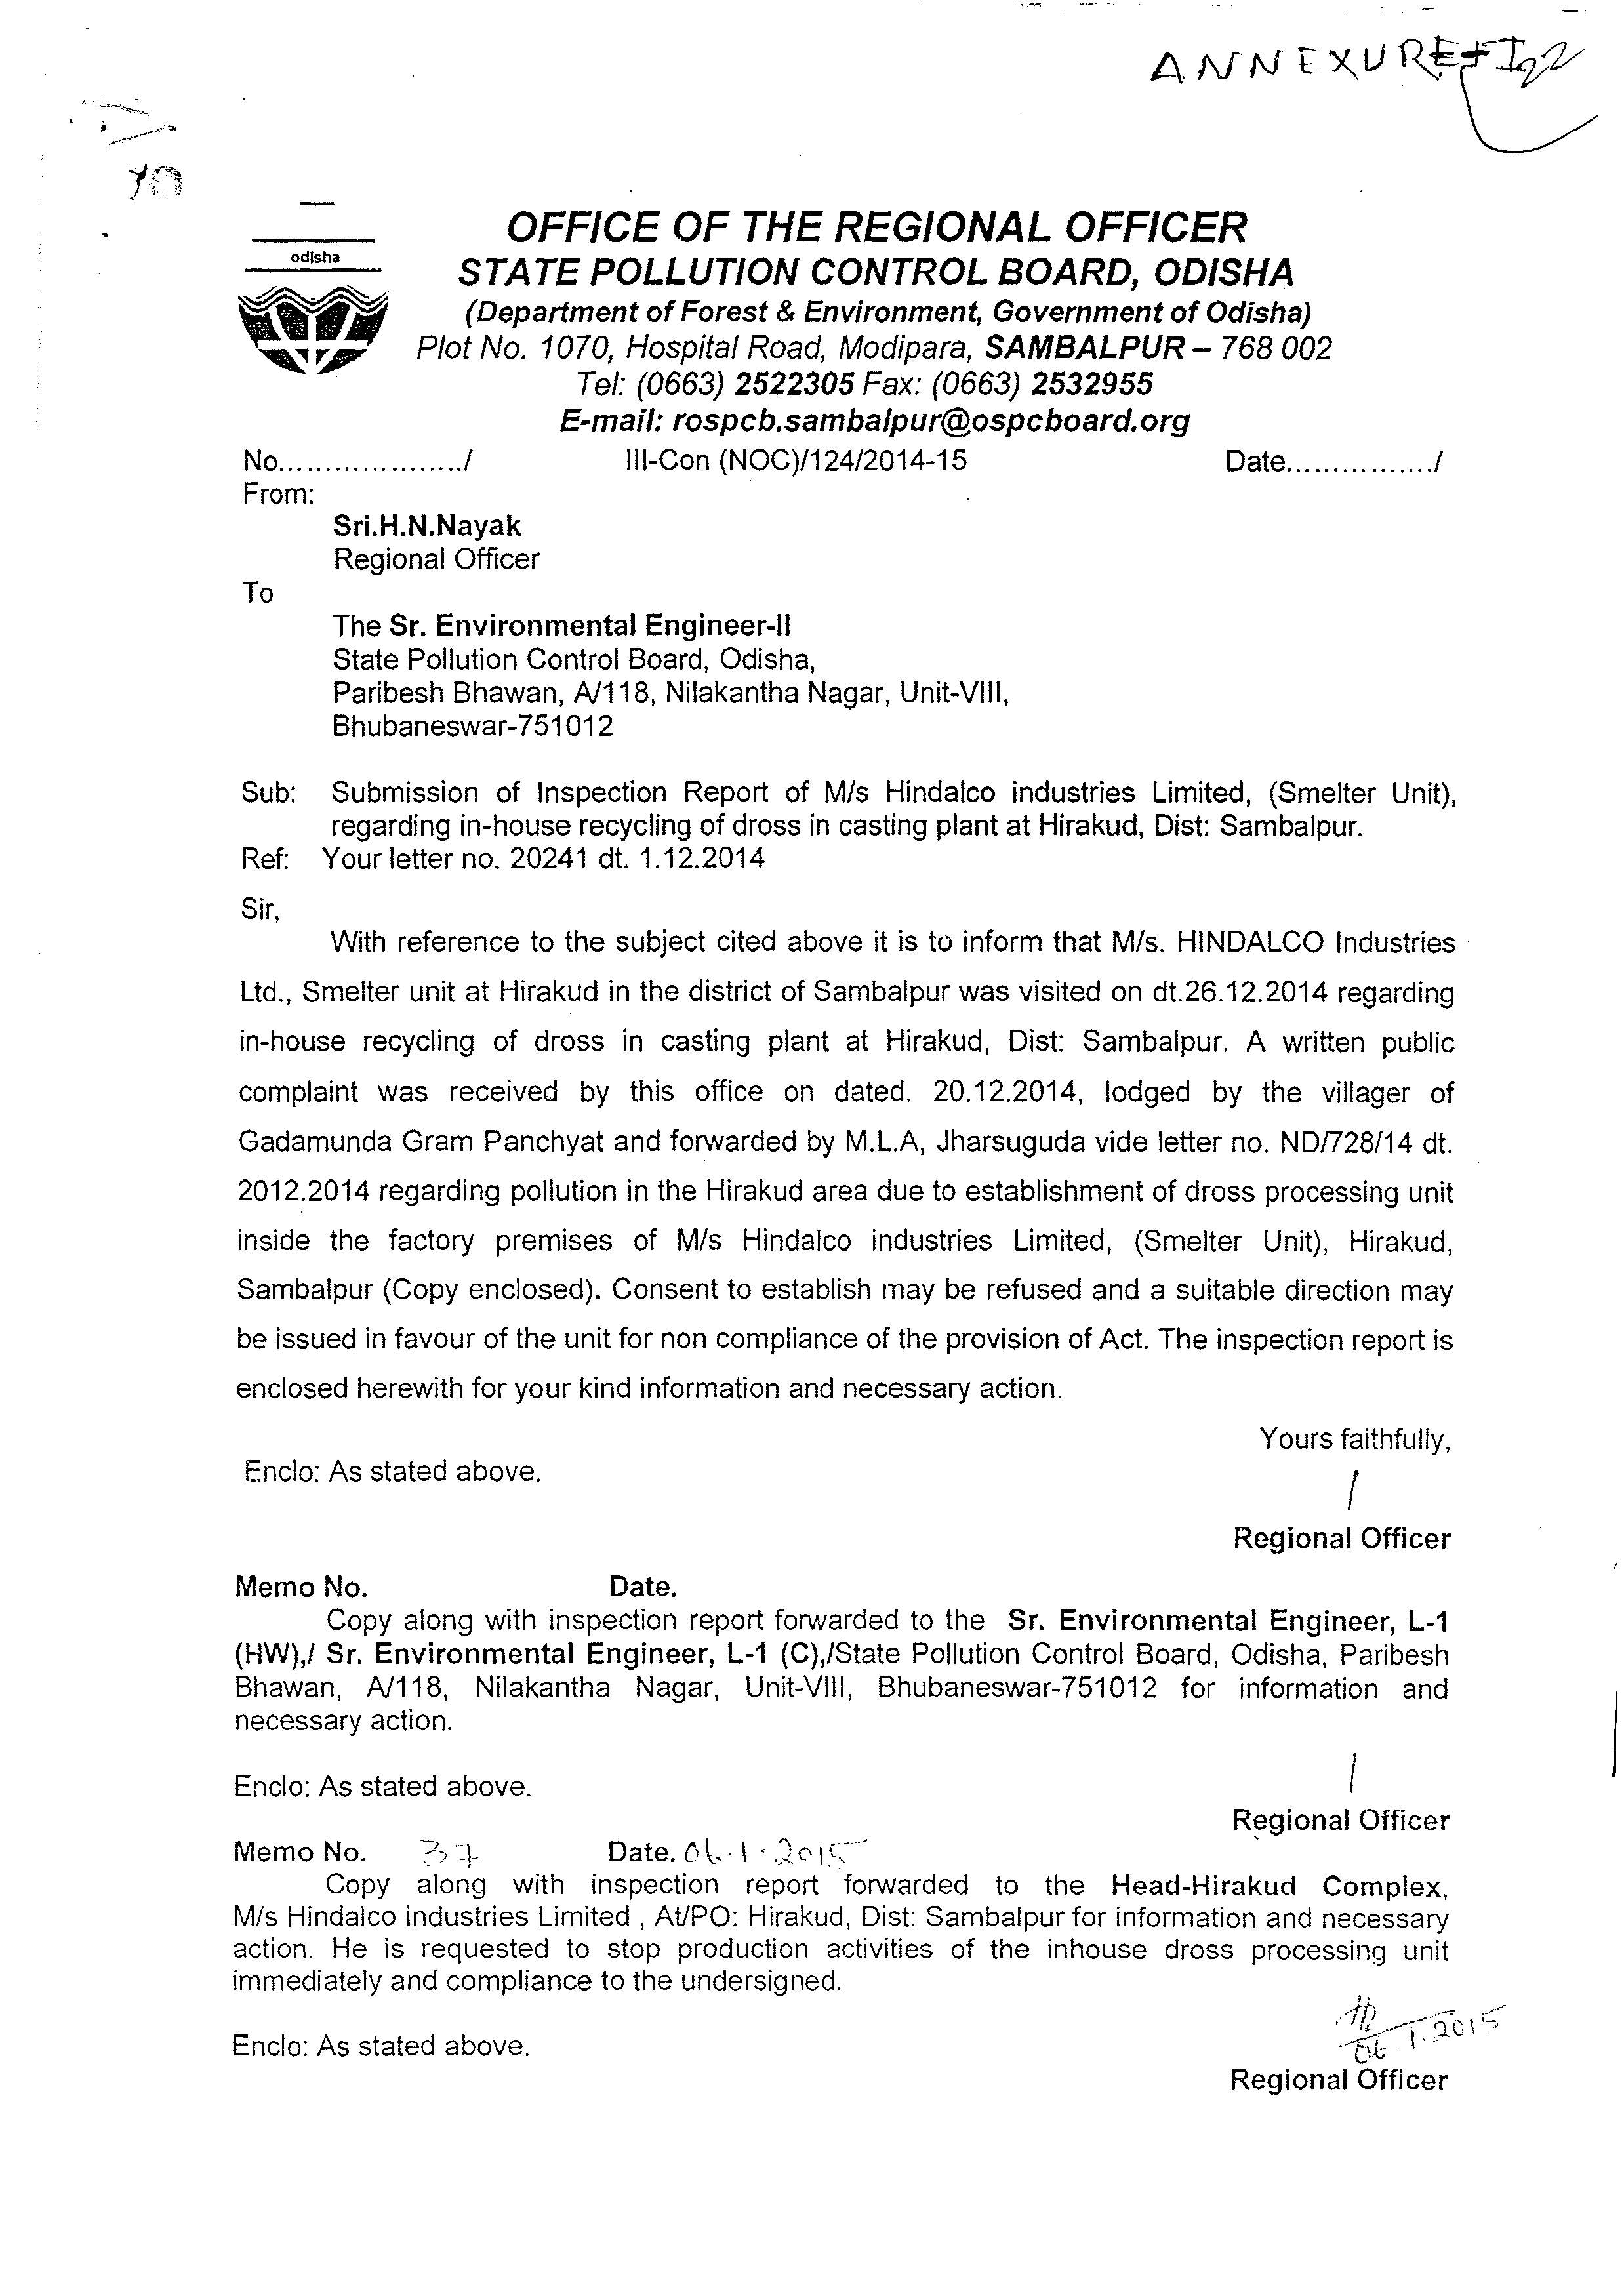 ANNEXURE
odisha
OFFICE OF THE REGIONAL OFFICER
STATE POLLUTION CONTROL BOARD, ODISHA
(Department of Forest & Environment, Government of Odisha)
Plot No. 1070, Hospital Road, Modipara, SAMBALPUR – 768 002
Tel: (0663) 2522305 Fax: (0663) 2532955
E-mail: rospcb.sambalpur@ospcboard.org
No...................../ III-Con (NOC)/124/2014-15 Date................/
From:
Sri.H.N.Nayak
Regional Officer
To
The Sr. Environmental Engineer-II
State Pollution Control Board, Odisha,
Paribesh Bhawan, A/118, Nilakantha Nagar, Unit-VIII,
Bhubaneswar-751012
Sub: Submission of Inspection Report of M/s Hindalco industries Limited, (Smelter Unit),
regarding in-house recycling of dross in casting plant at Hirakud, Dist: Sambalpur.
Ref: Your letter no. 20241 dt. 1.12.2014
Sir,
With reference to the subject cited above it is to inform that M/s. HINDALCO Industries
Ltd., Smelter unit at Hirakud in the district of Sambalpur was visited on dt.26.12.2014 regarding
in-house recycling of dross in casting plant at Hirakud, Dist: Sambalpur. A written public
complaint was received by this office on dated. 20.12.2014, lodged by the villager of
Gadamunda Gram Panchyat and forwarded by M.L.A, Jharsuguda vide letter no. ND/728/14 dt.
2012.2014 regarding pollution in the Hirakud area due to establishment of dross processing unit
inside the factory premises of M/s Hindalco industries Limited, (Smelter Unit), Hirakud,
Sambalpur (Copy enclosed). Consent to establish may be refused and a suitable direction may
be issued in favour of the unit for non compliance of the provision of Act. The inspection report is
enclosed herewith for your kind information and necessary action.
Yours faithfully,
Enclo: As stated above.
Regional Officer
Memo No. Date.
Copy along with inspection report forwarded to the Sr. Environmental Engineer, L-1
(HW),/ Sr. Environmental Engineer, L-1 (C),/State Pollution Control Board, Odisha, Paribesh
Bhawan, A/118, Nilakantha Nagar, Unit-VIII, Bhubaneswar-751012 for information and
necessary action.
Enclo: As stated above.
Regional Officer
Memo No. 37 Date. 06.1.2015
Copy along with inspection report forwarded to the Head-Hirakud Complex,
M/s Hindalco industries Limited , At/PO: Hirakud, Dist: Sambalpur for information and necessary
action. He is requested to stop production activities of the inhouse dross processing unit
immediately and compliance to the undersigned.
06.1.2015
Enclo: As stated above.
Regional Officer